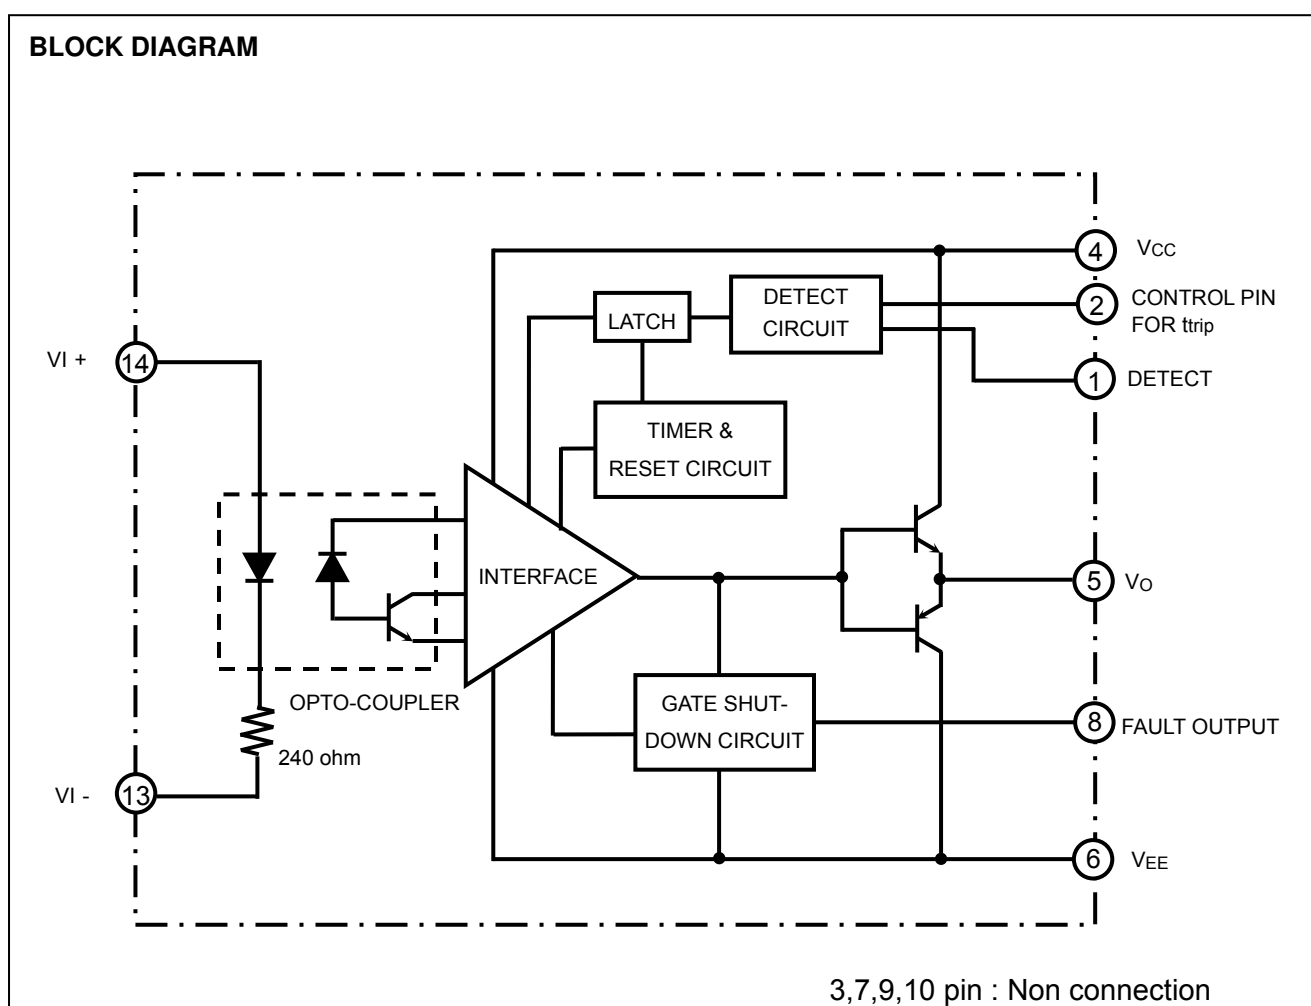 BLOCK DIAGRAM
4
VCC
DETECT
CIRCUIT
2
CONTROL PIN
FOR ttrip
LATCH
14
VI +
1
DETECT
TIMER &
RESET CIRCUIT
INTERFACE
5
VO
OPTO-COUPLER
GATE SHUT-
DOWN CIRCUIT
8
FAULT OUTPUT
240 ohm
VI -
13
6
VEE
3,7,9,10 pin : Non connection